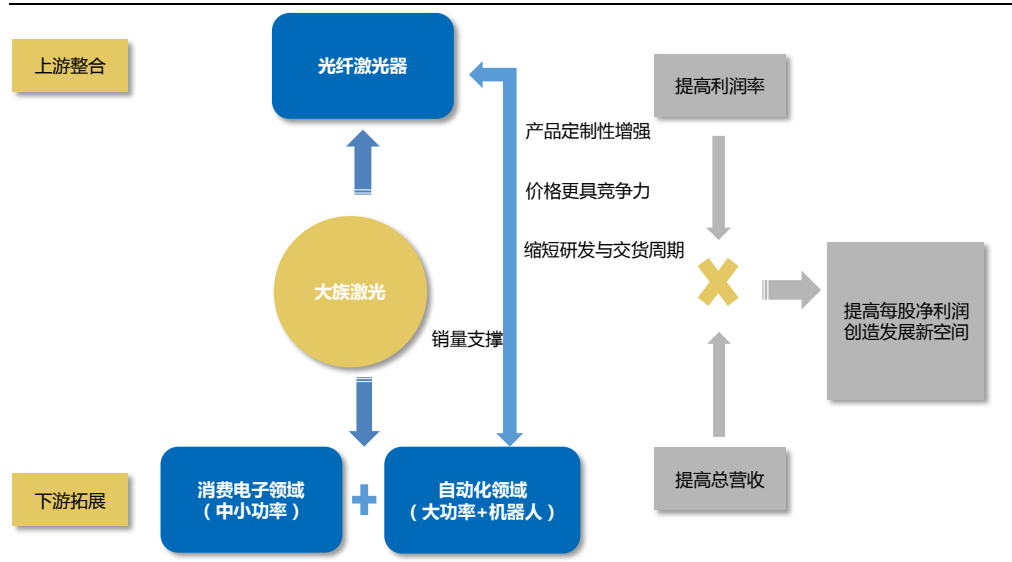 上游整合
光纤激光器
提高利润率
产品定制性增强
价格更具竞争力
缩短研发与交货周期
大族激光
提高每股净利润
创造发展新空间
销量支撑
下游拓展
消费电子领域
（中小功率）
自动化领域
（大功率+机器人）
提高总营收